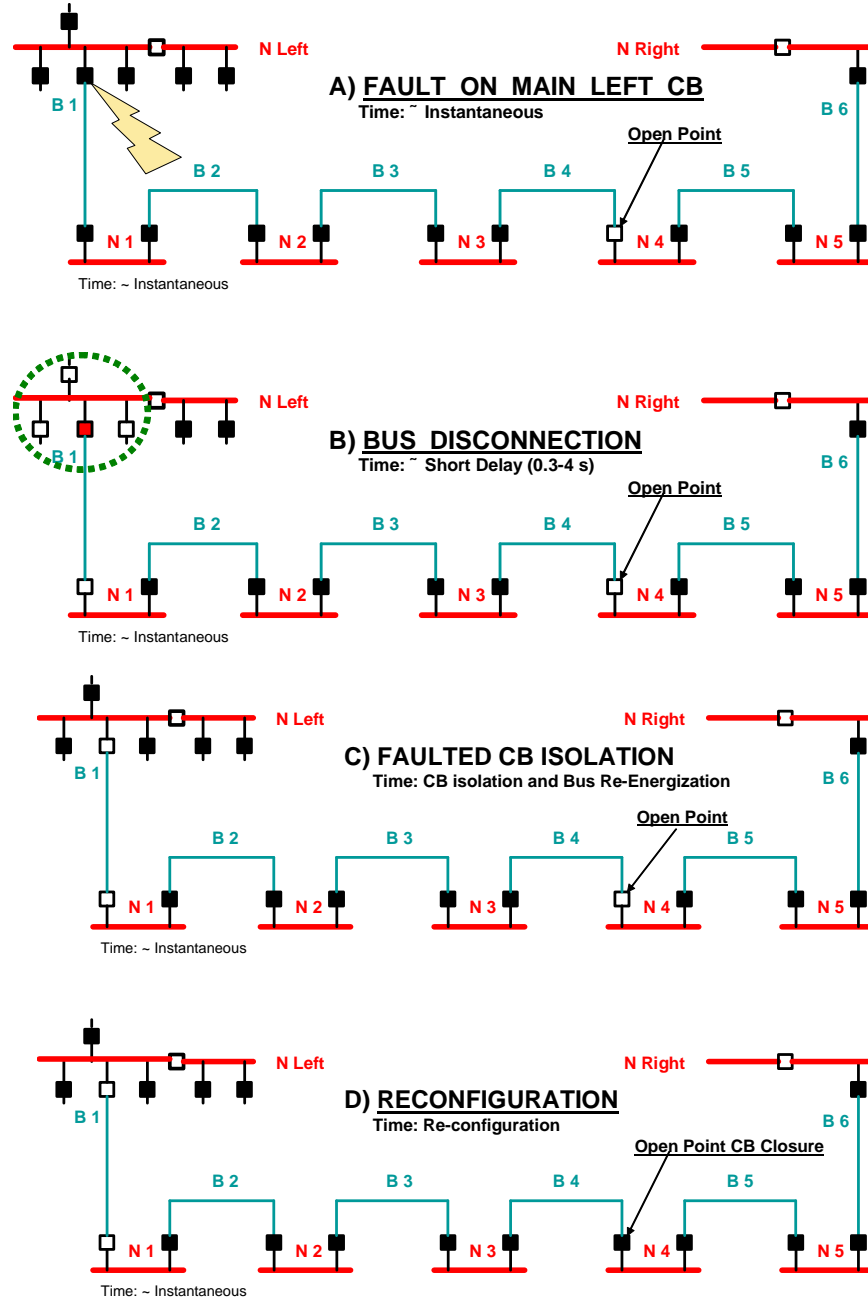 N Left
N Right
A) FAULT ON MAIN LEFT CB
Time: ~ Instantaneous
B 1
B 6
Open Point
B 2
B 3
B 4
B 5
N 1
N 2
N 3
N 4
N 5
Time: ~ Instantaneous
N Left
N Right
B) BUS DISCONNECTION
Time: ~ Short Delay (0.3-4 s)
B 1
B 6
Open Point
B 2
B 3
B 4
B 5
N 1
N 2
N 3
N 4
N 5
Time: ~ Instantaneous
N Left
N Right
C) FAULTED CB ISOLATION
Time: CB isolation and Bus Re-Energization
B 1
B 6
Open Point
B 2
B 3
B 4
B 5
N 1
N 2
N 3
N 4
N 5
Time: ~ Instantaneous
N Left
N Right
D) RECONFIGURATION
Time: Re-configuration
B 1
B 6
Open Point CB Closure
B 2
B 3
B 4
B 5
N 1
N 2
N 3
N 4
N 5
Time: ~ Instantaneous